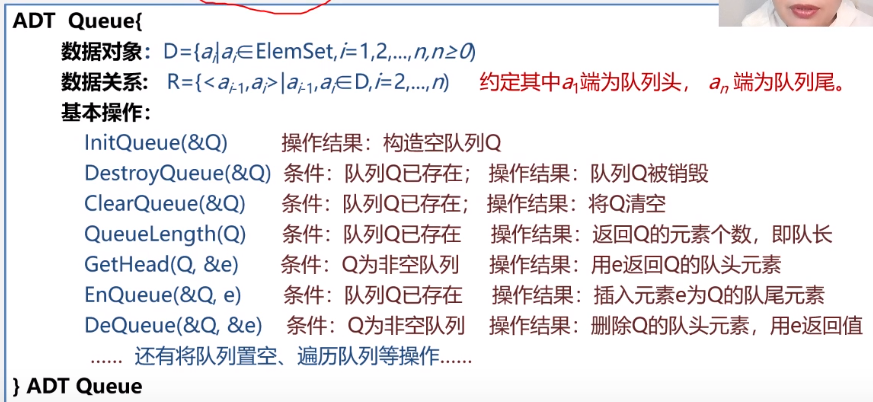 ADT Queue{
数据对象：D={aᵢ|aᵢ∈ElemSet,i=1,2,...,n,n≥0)
数据关系：R={<aᵢ₋₁,aᵢ>|aᵢ₋₁,aᵢ∈D,i=2,...,n) 约定其中a₁端为队列头， aₙ 端为队列尾。
基本操作：
InitQueue(&Q) 操作结果：构造空队列Q
DestroyQueue(&Q) 条件：队列Q已存在； 操作结果：队列Q被销毁
ClearQueue(&Q) 条件：队列Q已存在； 操作结果：将Q清空
QueueLength(Q) 条件：队列Q已存在 操作结果：返回Q的元素个数，即队长
GetHead(Q, &e) 条件：Q为非空队列 操作结果：用e返回Q的队头元素
EnQueue(&Q, e) 条件：队列Q已存在 操作结果：插入元素e为Q的队尾元素
DeQueue(&Q, &e) 条件：Q为非空队列 操作结果：删除Q的队头元素，用e返回值
...... 还有将队列置空、遍历队列等操作......
} ADT Queue